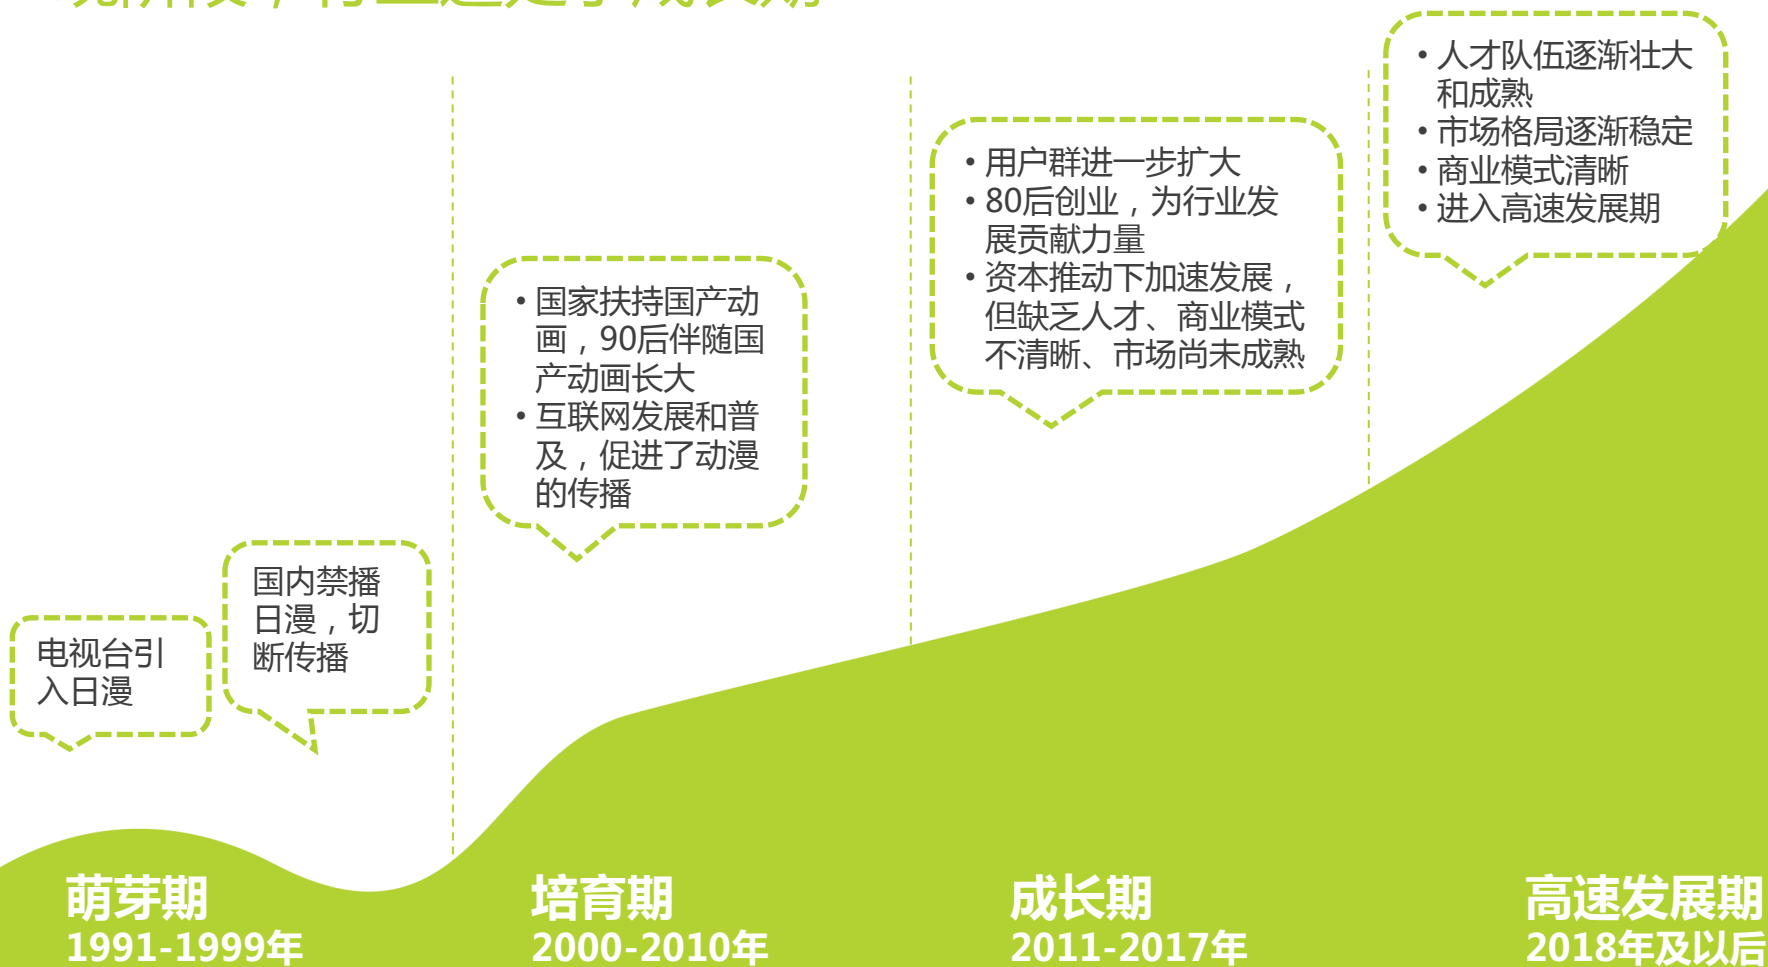 电视台引
入日漫
国内禁播
日漫，切
断传播
• 国家扶持国产动
画，90后伴随国
产动画长大
• 互联网发展和普
及，促进了动漫
的传播
• 用户群进一步扩大
• 80后创业，为行业发
展贡献力量
• 资本推动下加速发展，
但缺乏人才、商业模式
不清晰、市场尚未成熟
• 人才队伍逐渐壮大
和成熟
• 市场格局逐渐稳定
• 商业模式清晰
• 进入高速发展期
萌芽期
1991-1999年
培育期
2000-2010年
成长期
2011-2017年
高速发展期
2018年及以后